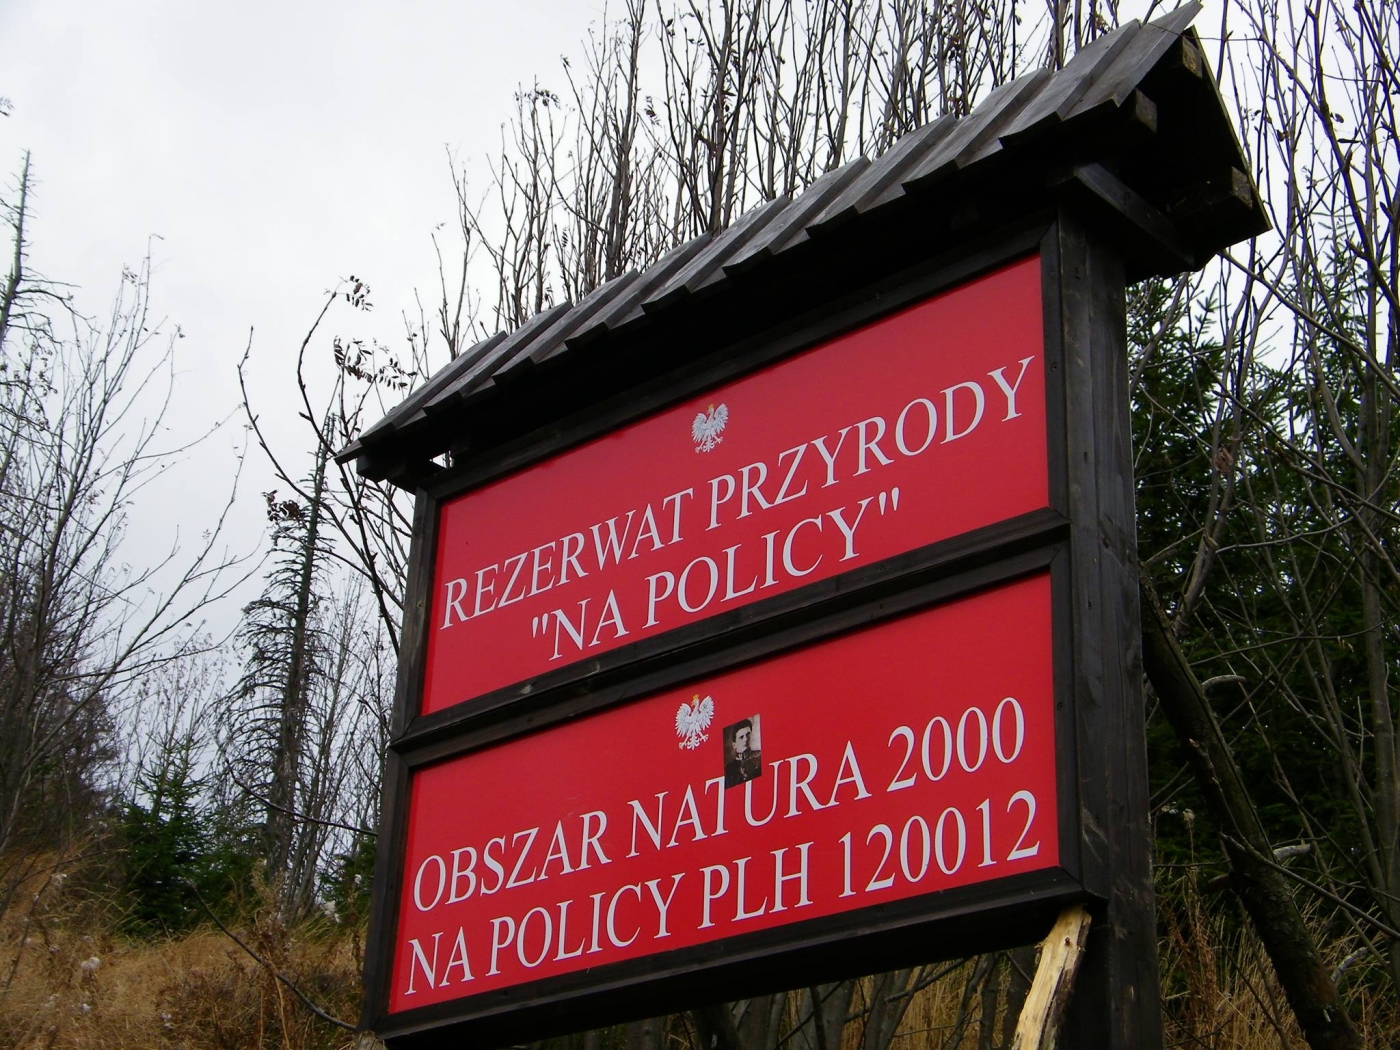 REZERWAT PRZYRODY
"NA POLICY"
OBSZAR NATURA 2000
NA POLICY PLH 120012